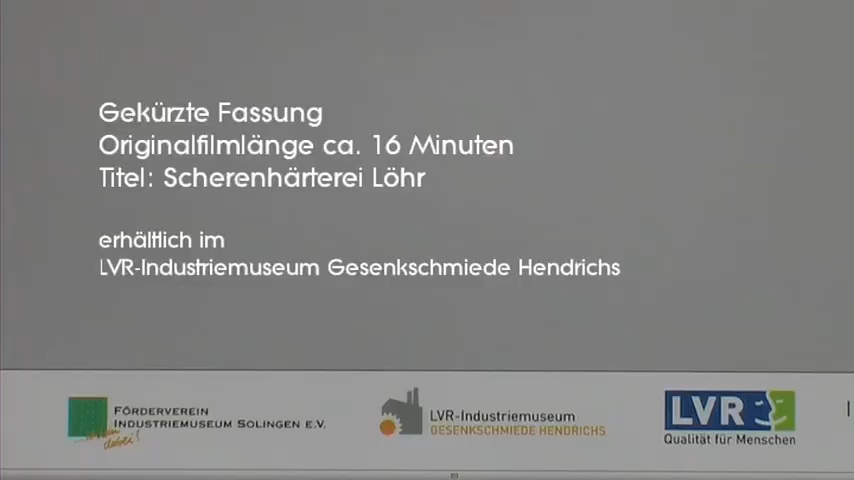 Gekürzte Fassung
Originalfilmlänge ca. 16 Minuten
Titel: Scherenhärterei Löhr
erhältlich im
LVR-Industriemuseum Gesenkschmiede Hendrichs
FÖRDERVEREIN
INDUSTRIEMUSEUM SOLINGEN E.V.
dabei!
LVR-Industriemuseum
GESENKSCHMIEDE HENDRICHS
LVR
Qualität für Menschen